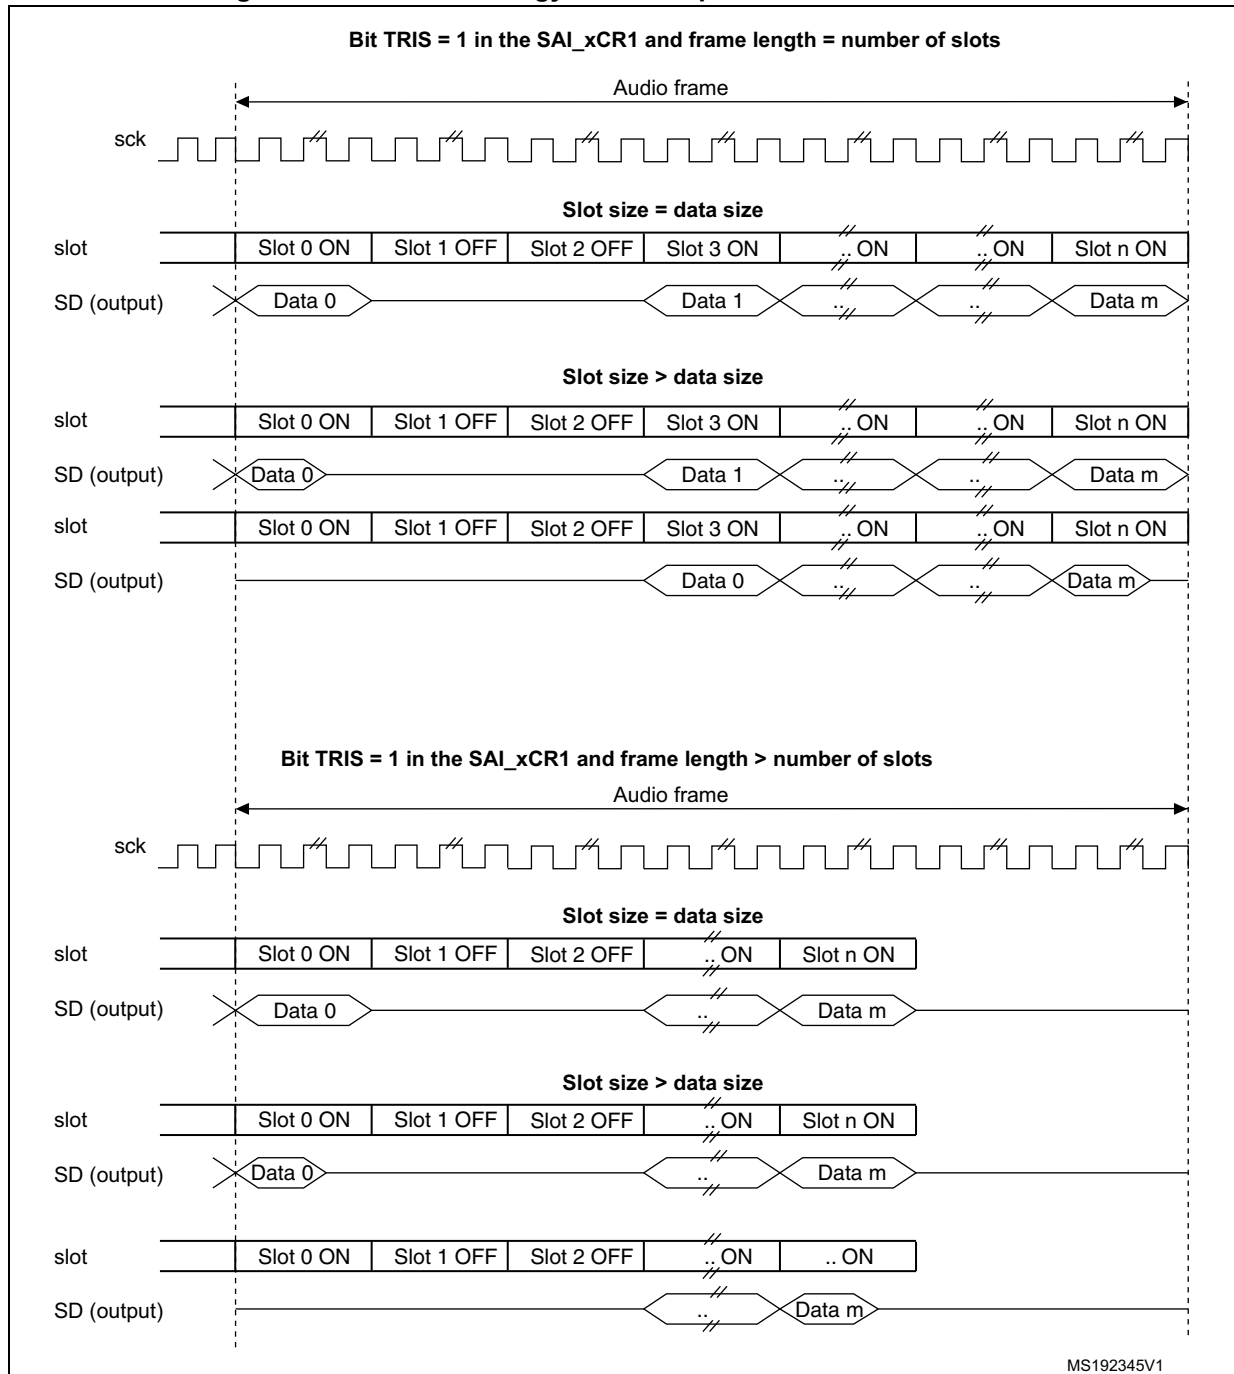 Bit TRIS = 1 in the SAI_xCR1 and frame length = number of slots
Audio frame
sck
Slot size = data size
slot Slot 0 ON Slot 1 OFF Slot 2 OFF Slot 3 ON .. ON .. ON Slot n ON
SD (output) Data 0 Data 1 .. .. Data m
Slot size > data size
slot Slot 0 ON Slot 1 OFF Slot 2 OFF Slot 3 ON .. ON .. ON Slot n ON
SD (output) Data 0 Data 1 .. .. Data m
slot Slot 0 ON Slot 1 OFF Slot 2 OFF Slot 3 ON .. ON .. ON Slot n ON
SD (output) Data 0 .. .. Data m
Bit TRIS = 1 in the SAI_xCR1 and frame length > number of slots
Audio frame
sck
Slot size = data size
slot Slot 0 ON Slot 1 OFF Slot 2 OFF .. ON Slot n ON
SD (output) Data 0 .. Data m
Slot size > data size
slot Slot 0 ON Slot 1 OFF Slot 2 OFF .. ON Slot n ON
SD (output) Data 0 .. Data m
slot Slot 0 ON Slot 1 OFF Slot 2 OFF .. ON .. ON
SD (output) .. Data m
MS192345V1